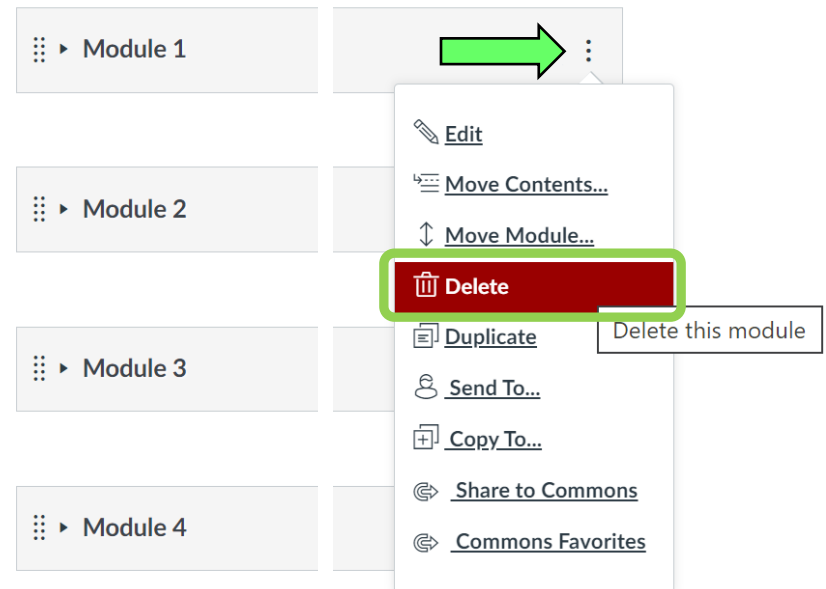 Module 1
Edit
Module 2
Move Contents...
Move Module...
Delete
Delete this module
Duplicate
Module 3
Send To...
Copy To...
Share to Commons
Module 4
Commons Favorites